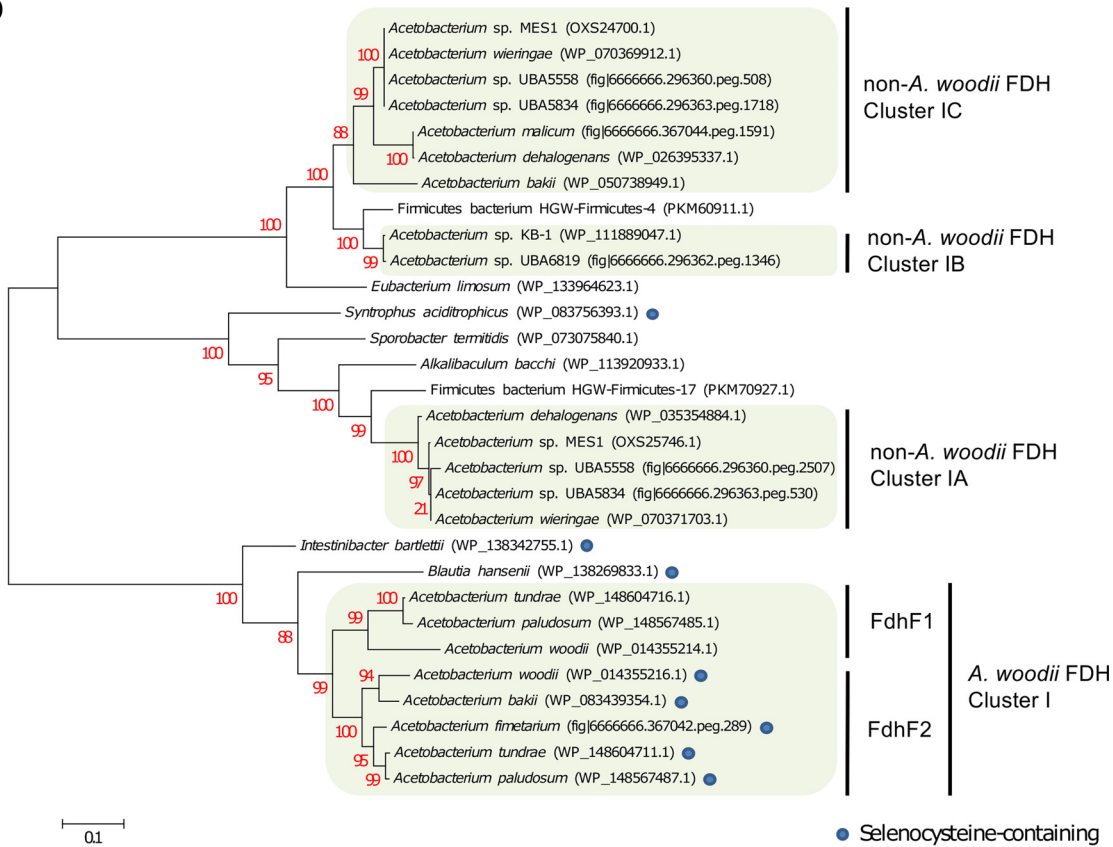 )
Acetobacterium sp. MES1 (OXS24700.1)
100
Acetobacterium wieringae (WP_070369912.1)
Acetobacterium sp. UBA5558 (fig|6666666.296360.peg.508)
99
Acetobacterium sp. UBA5834 (fig|6666666.296363.peg.1718)
88
Acetobacterium malicum (fig|6666666.367044.peg.1591)
100
Acetobacterium dehalogenans (WP_026395337.1)
100
Acetobacterium bakii (WP_050738949.1)
non-A. woodii FDH
Cluster IC
Firmicutes bacterium HGW-Firmicutes-4 (PKM60911.1)
100
100
Acetobacterium sp. KB-1 (WP_111889047.1)
99
Acetobacterium sp. UBA6819 (fig|6666666.296362.peg.1346)
non-A. woodii FDH
Cluster IB
Eubacterium limosum (WP_133964623.1)
Syntrophus aciditrophicus (WP_083756393.1)
100
Sporobacter termitidis (WP_073075840.1)
95
Alkalibaculum bacchi (WP_113920933.1)
100
Firmicutes bacterium HGW-Firmicutes-17 (PKM70927.1)
99
Acetobacterium dehalogenans (WP_035354884.1)
100
Acetobacterium sp. MES1 (OXS25746.1)
97
Acetobacterium sp. UBA5558 (fig|6666666.296360.peg.2507)
21
Acetobacterium sp. UBA5834 (fig|6666666.296363.peg.530)
Acetobacterium wieringae (WP_070371703.1)
non-A. woodii FDH
Cluster IA
Intestinibacter bartlettii (WP_138342755.1)
100
Blautia hansenii (WP_138269833.1)
88
100
Acetobacterium tundrae (WP_148604716.1)
99
Acetobacterium paludosum (WP_148567485.1)
Acetobacterium woodii (WP_014355214.1)
FdhF1
99
94
Acetobacterium woodii (WP_014355216.1)
Acetobacterium bakii (WP_083439354.1)
100
Acetobacterium fimetarium (fig|6666666.367042.peg.289)
95
Acetobacterium tundrae (WP_148604711.1)
99
Acetobacterium paludosum (WP_148567487.1)
FdhF2
A. woodii FDH
Cluster I
0.1
Selenocysteine-containing